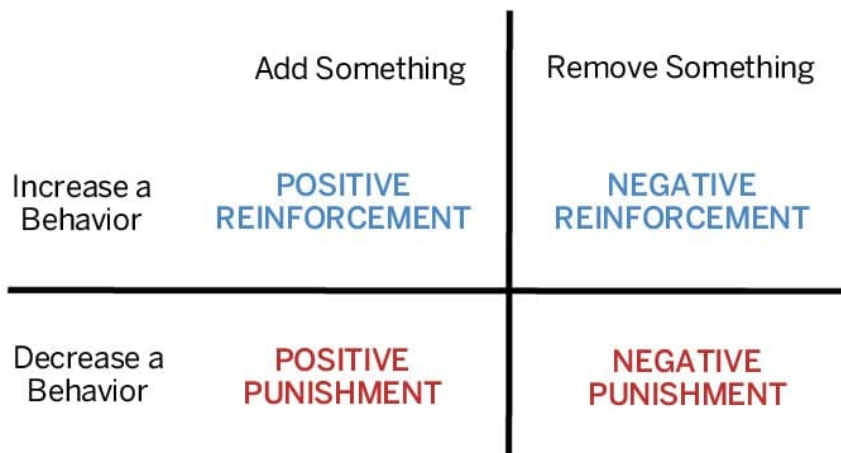 Add Something
Remove Something
Increase a
Behavior
POSITIVE
REINFORCEMENT
NEGATIVE
REINFORCEMENT
Decrease a
Behavior
POSITIVE
PUNISHMENT
NEGATIVE
PUNISHMENT